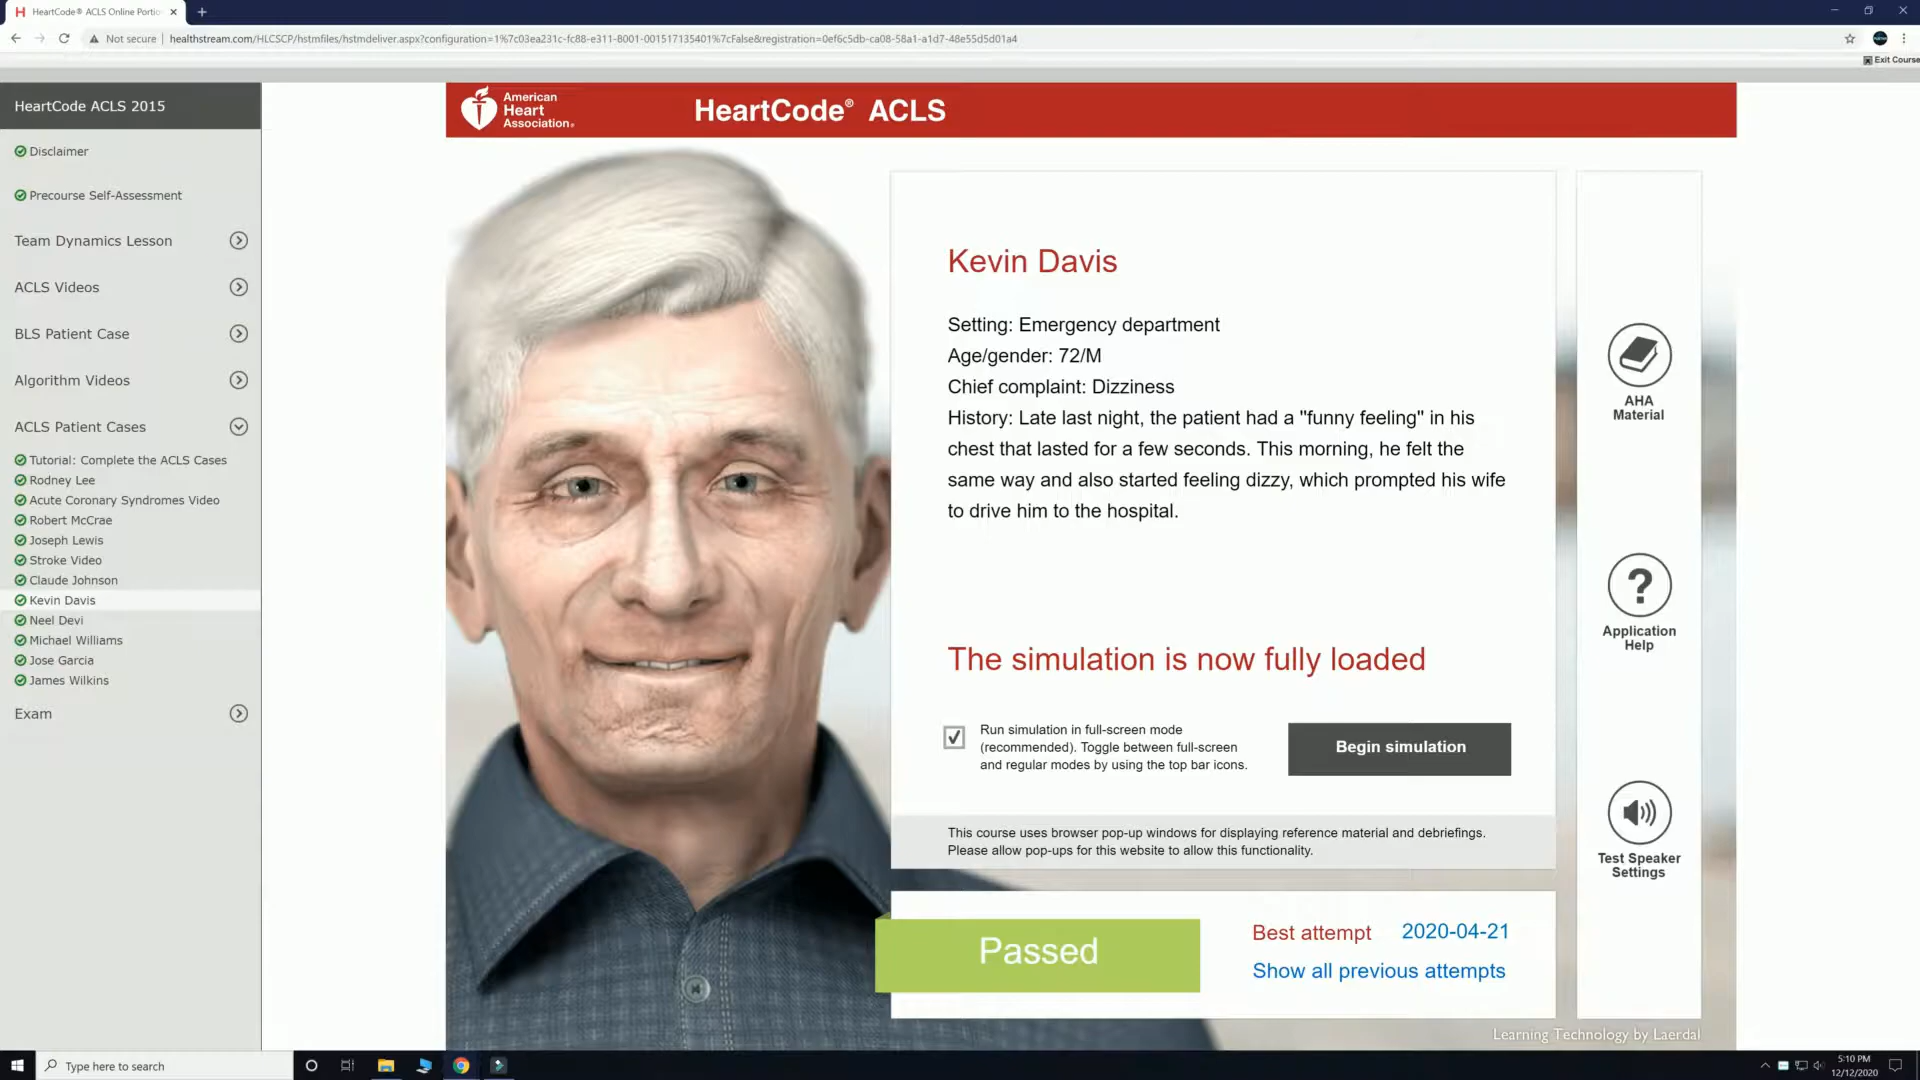 HeartCode® ACLS Online Portio
Not secure
healthstream.com/HLCSCP/hstmfiles/hstmdeliver.aspx?configuration=1%7c03ea231c-fc88-e311-8001-001517135401%7cFalse&registration=0ef6c5db-ca08-58a1-a1d7-48e55d5d01a4
Exit Course
HeartCode ACLS 2015
Disclaimer
Precourse Self-Assessment
Team Dynamics Lesson
ACLS Videos
BLS Patient Case
Algorithm Videos
ACLS Patient Cases
Tutorial: Complete the ACLS Cases
Rodney Lee
Acute Coronary Syndromes Video
Robert McCrae
Joseph Lewis
Stroke Video
Claude Johnson
Kevin Davis
Neel Devi
Michael Williams
Jose Garcia
James Wilkins
Exam
American
Heart
Association®
HeartCode® ACLS
Kevin Davis
Setting: Emergency department
Age/gender: 72/M
Chief complaint: Dizziness
History: Late last night, the patient had a "funny feeling" in his
chest that lasted for a few seconds. This morning, he felt the
same way and also started feeling dizzy, which prompted his wife
to drive him to the hospital.
The simulation is now fully loaded
Run simulation in full-screen mode
(recommended). Toggle between full-screen
and regular modes by using the top bar icons.
Begin simulation
This course uses browser pop-up windows for displaying reference material and debriefings.
Please allow pop-ups for this website to allow this functionality.
Passed
Best attempt 2020-04-21
Show all previous attempts
AHA
Material
?
Application
Help
Test Speaker
Settings
Learning Technology by Laerdal
Type here to search
5:10 PM
12/12/2020